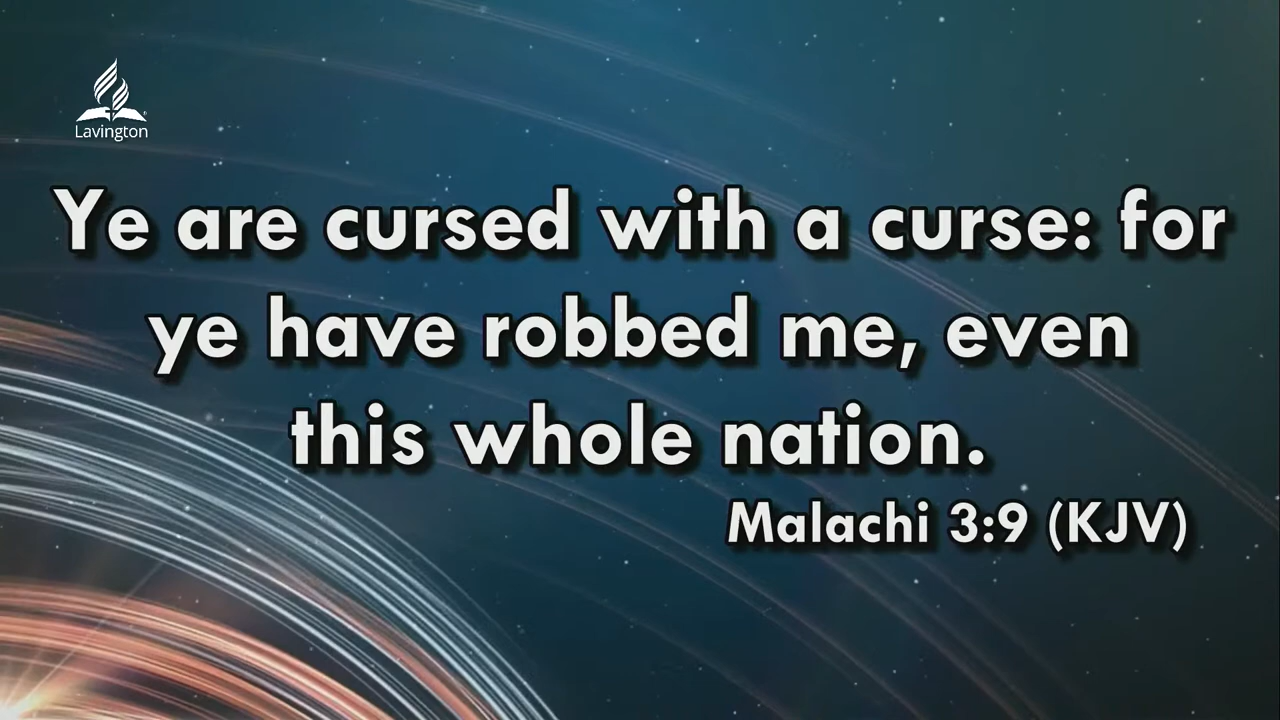 Lavington
Ye are cursed with a curse: for
ye have robbed me, even
this whole nation.
Malachi 3:9 (KJV)